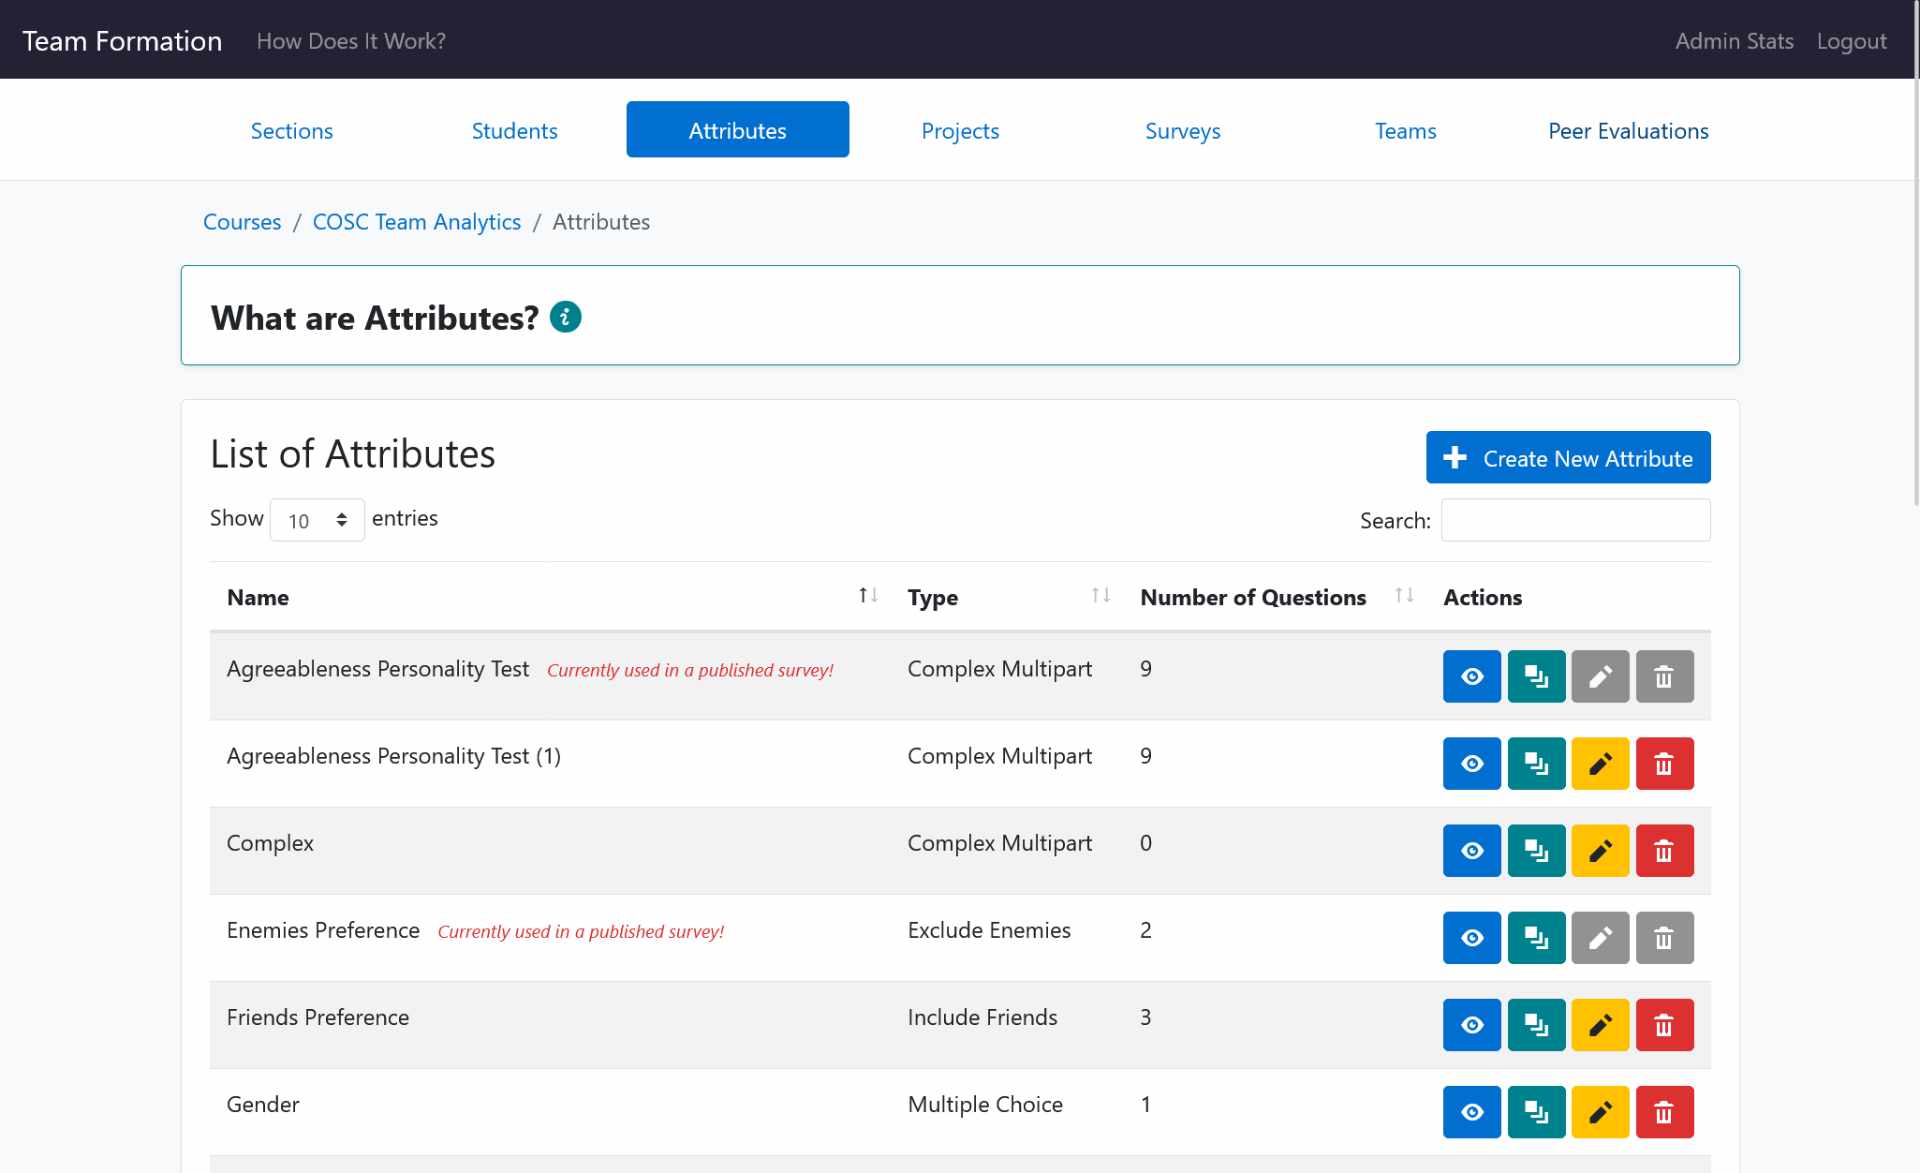 Team Formation How Does It Work? Admin Stats Logout
Sections Students Attributes Projects Surveys Teams Peer Evaluations
Courses / COSC Team Analytics / Attributes
What are Attributes?
List of Attributes
Create New Attribute
Show 10 entries
Search:
Name Type Number of Questions Actions
Agreeableness Personality Test Currently used in a published survey! Complex Multipart 9
Agreeableness Personality Test (1) Complex Multipart 9
Complex Complex Multipart 0
Enemies Preference Currently used in a published survey! Exclude Enemies 2
Friends Preference Include Friends 3
Gender Multiple Choice 1